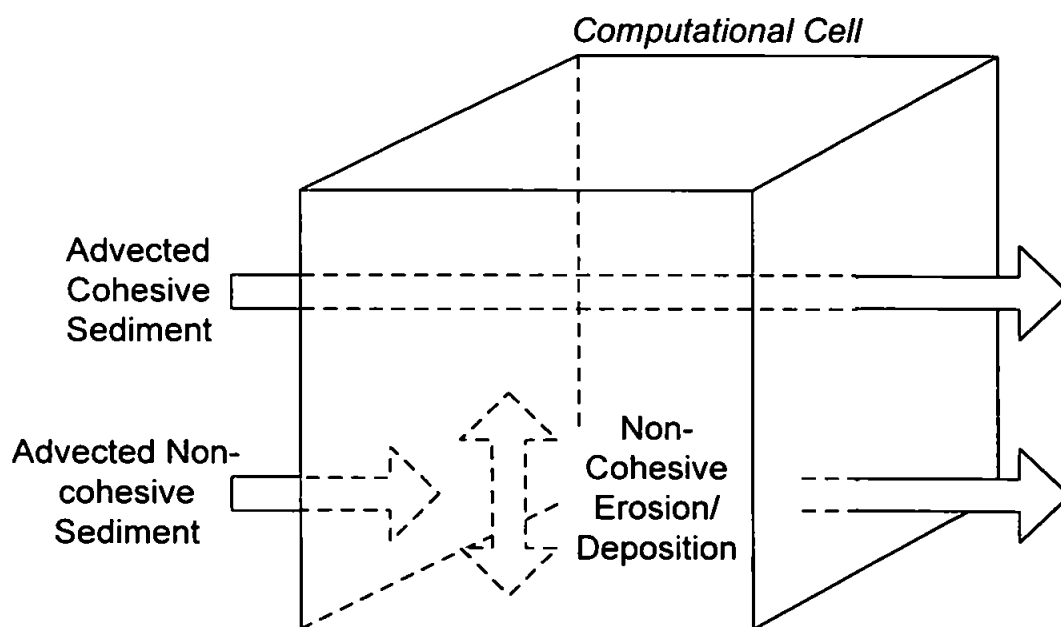 Computational Cell
Advected
Cohesive
Sediment
Advected Non-
cohesive
Sediment
Non-
Cohesive
Erosion/
Deposition